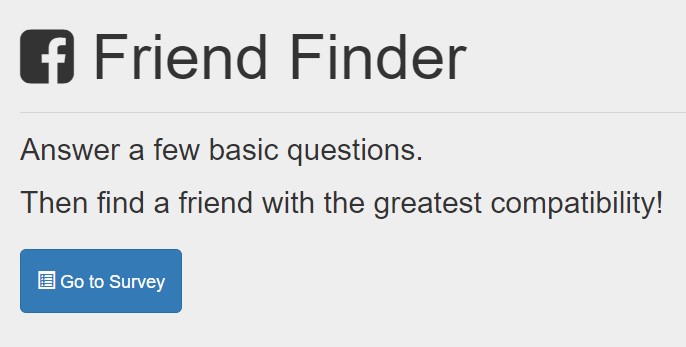 Friend Finder
Answer a few basic questions.
Then find a friend with the greatest compatibility!
Go to Survey